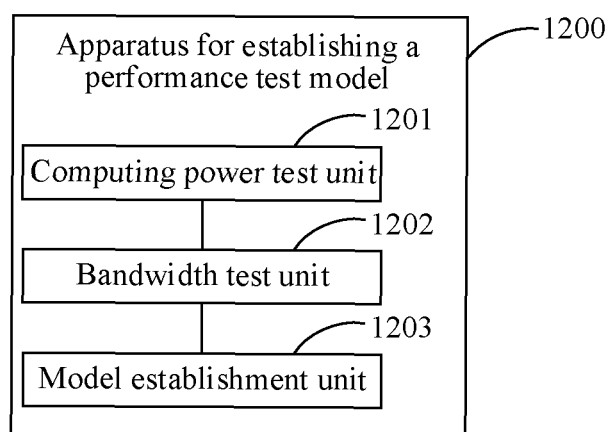 1200
Apparatus for establishing a
performance test model
1201
Computing power test unit
1202
Bandwidth test unit
1203
Model establishment unit